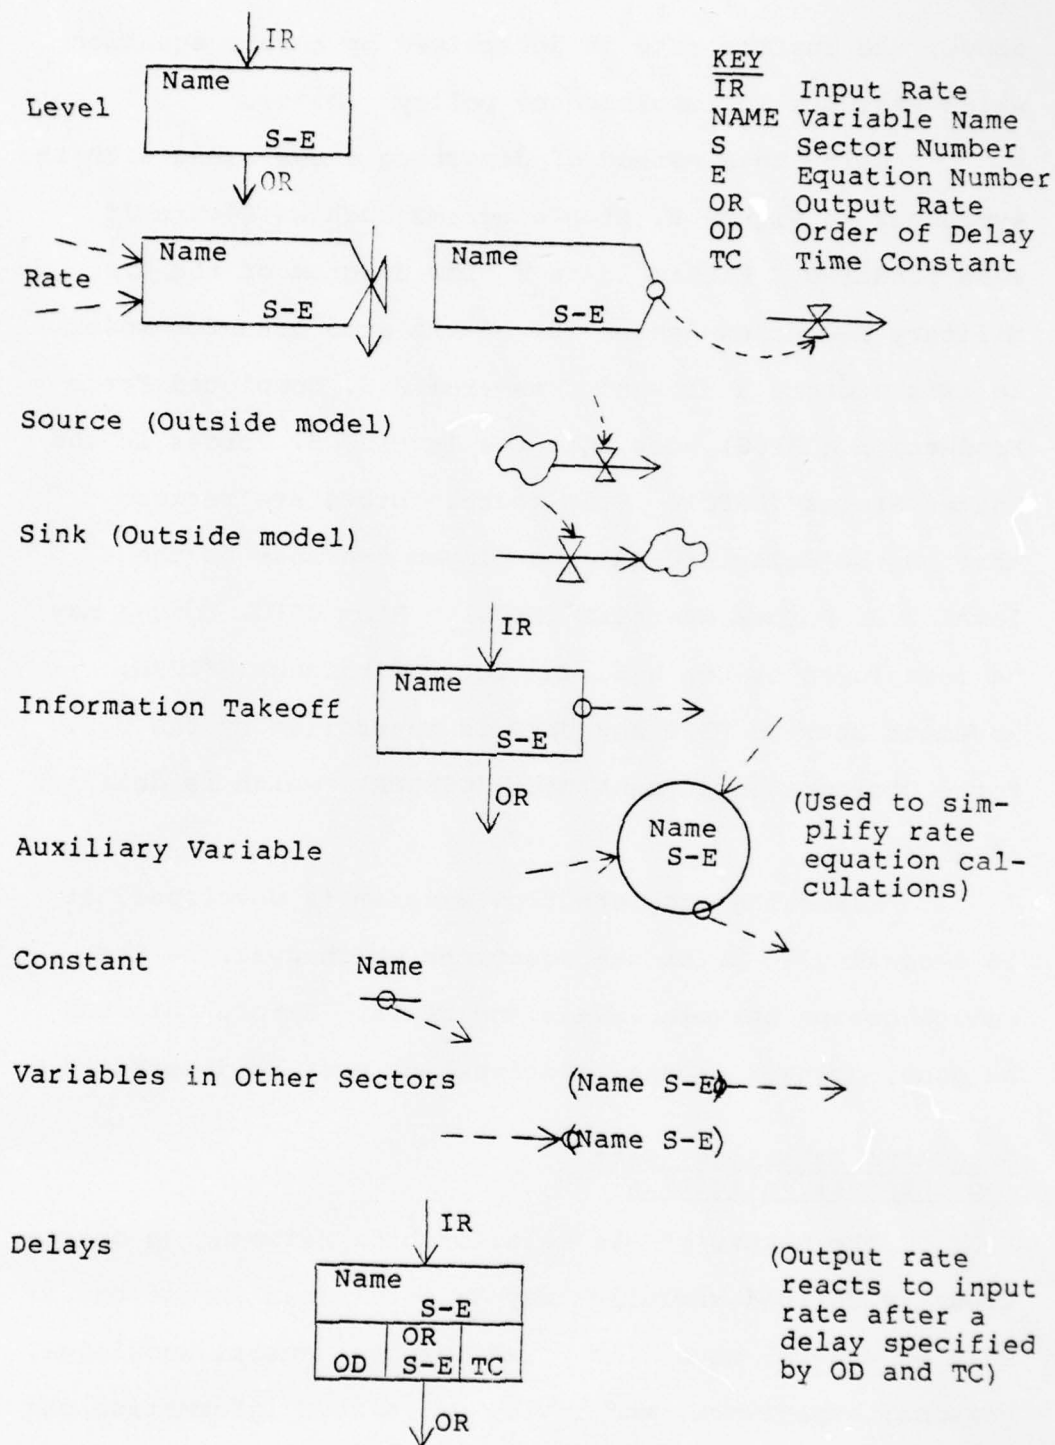 IR
Name
Level
S-E
OR
KEY
IR Input Rate
NAME Variable Name
S Sector Number
E Equation Number
OR Output Rate
OD Order of Delay
TC Time Constant
Name
Rate
S-E
Name
S-E
Source (Outside model)
Sink (Outside model)
IR
Name
Information Takeoff
S-E
OR
Auxiliary Variable
Name
S-E
(Used to sim-
plify rate
equation cal-
culations)
Constant
Name
Variables in Other Sectors
(Name S-E)
(Name S-E)
Delays
IR
Name
S-E
OR
OD S-E TC
OR
(Output rate
reacts to input
rate after a
delay specified
by OD and TC)